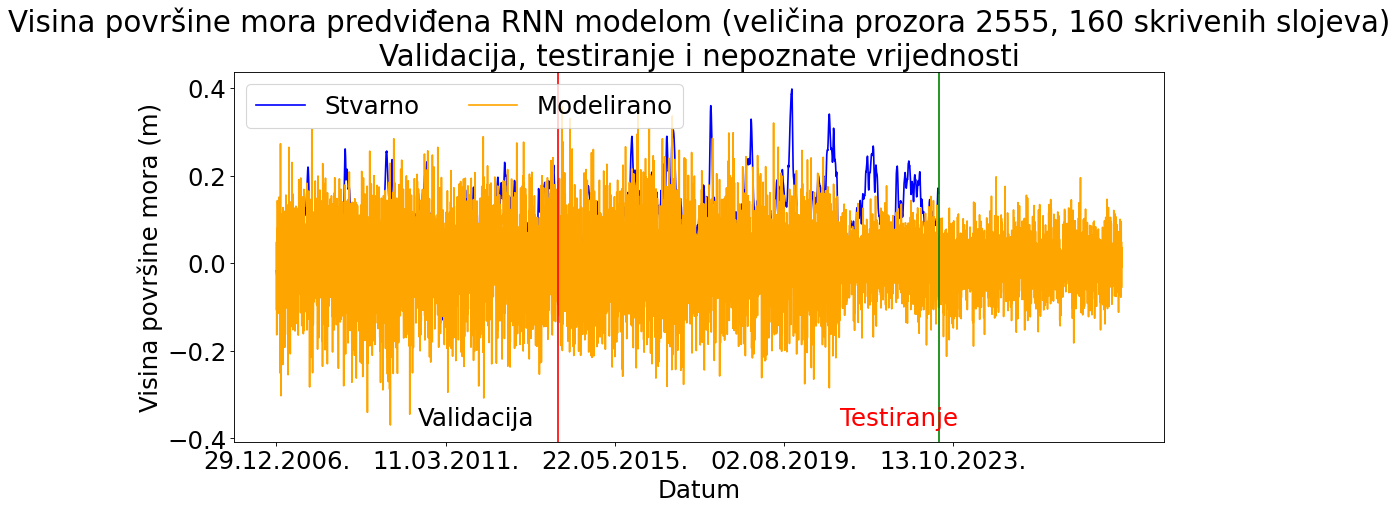 Visina površine mora predviđena RNN modelom (veličina prozora 2555, 160 skrivenih slojeva)
Validacija, testiranje i nepoznate vrijednosti
Stvarno
Modelirano
Visina površine mora (m)
0.4
0.2
0.0
−0.2
−0.4
Validacija
Testiranje
29.12.2006.
11.03.2011.
22.05.2015.
02.08.2019.
13.10.2023.
Datum